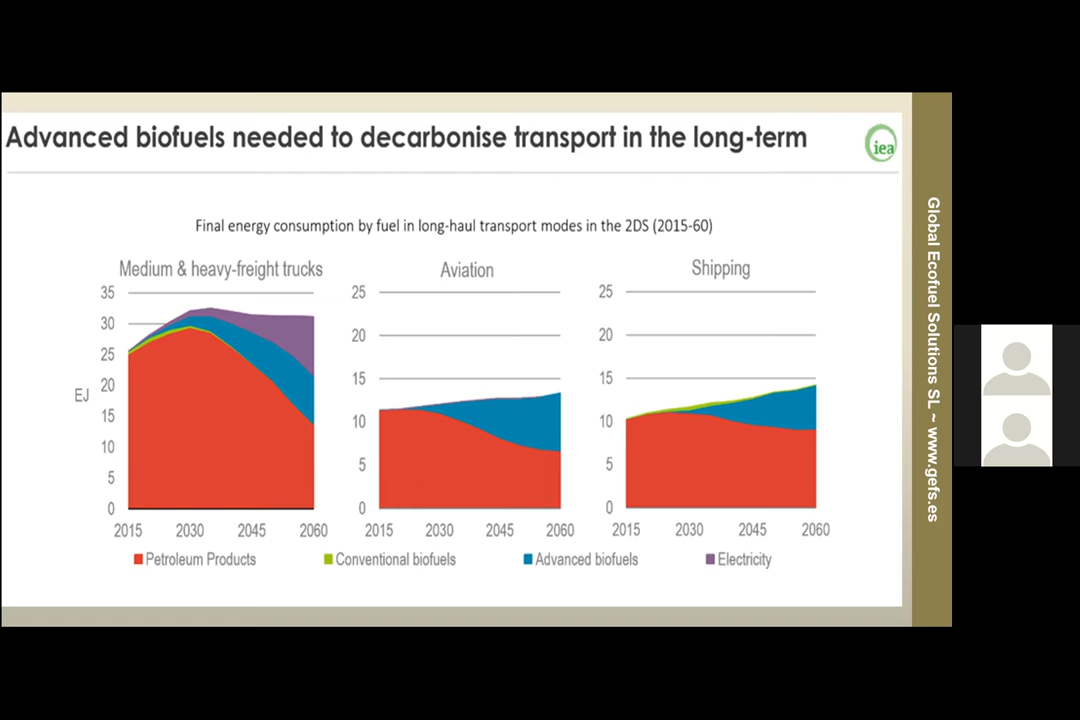 Advanced biofuels needed to decarbonise transport in the long-term
iea
Final energy consumption by fuel in long-haul transport modes in the 2DS (2015-60)
Medium & heavy-freight trucks
35
30
25
20
15
10
5
0
EJ
2015 2030 2045 2060
Aviation
25
20
15
10
5
0
2015 2030 2045 2060
Shipping
25
20
15
10
5
0
2015 2030 2045 2060
Petroleum Products Conventional biofuels Advanced biofuels Electricity
Global Ecofuel Solutions SL ~ www.gefs.es